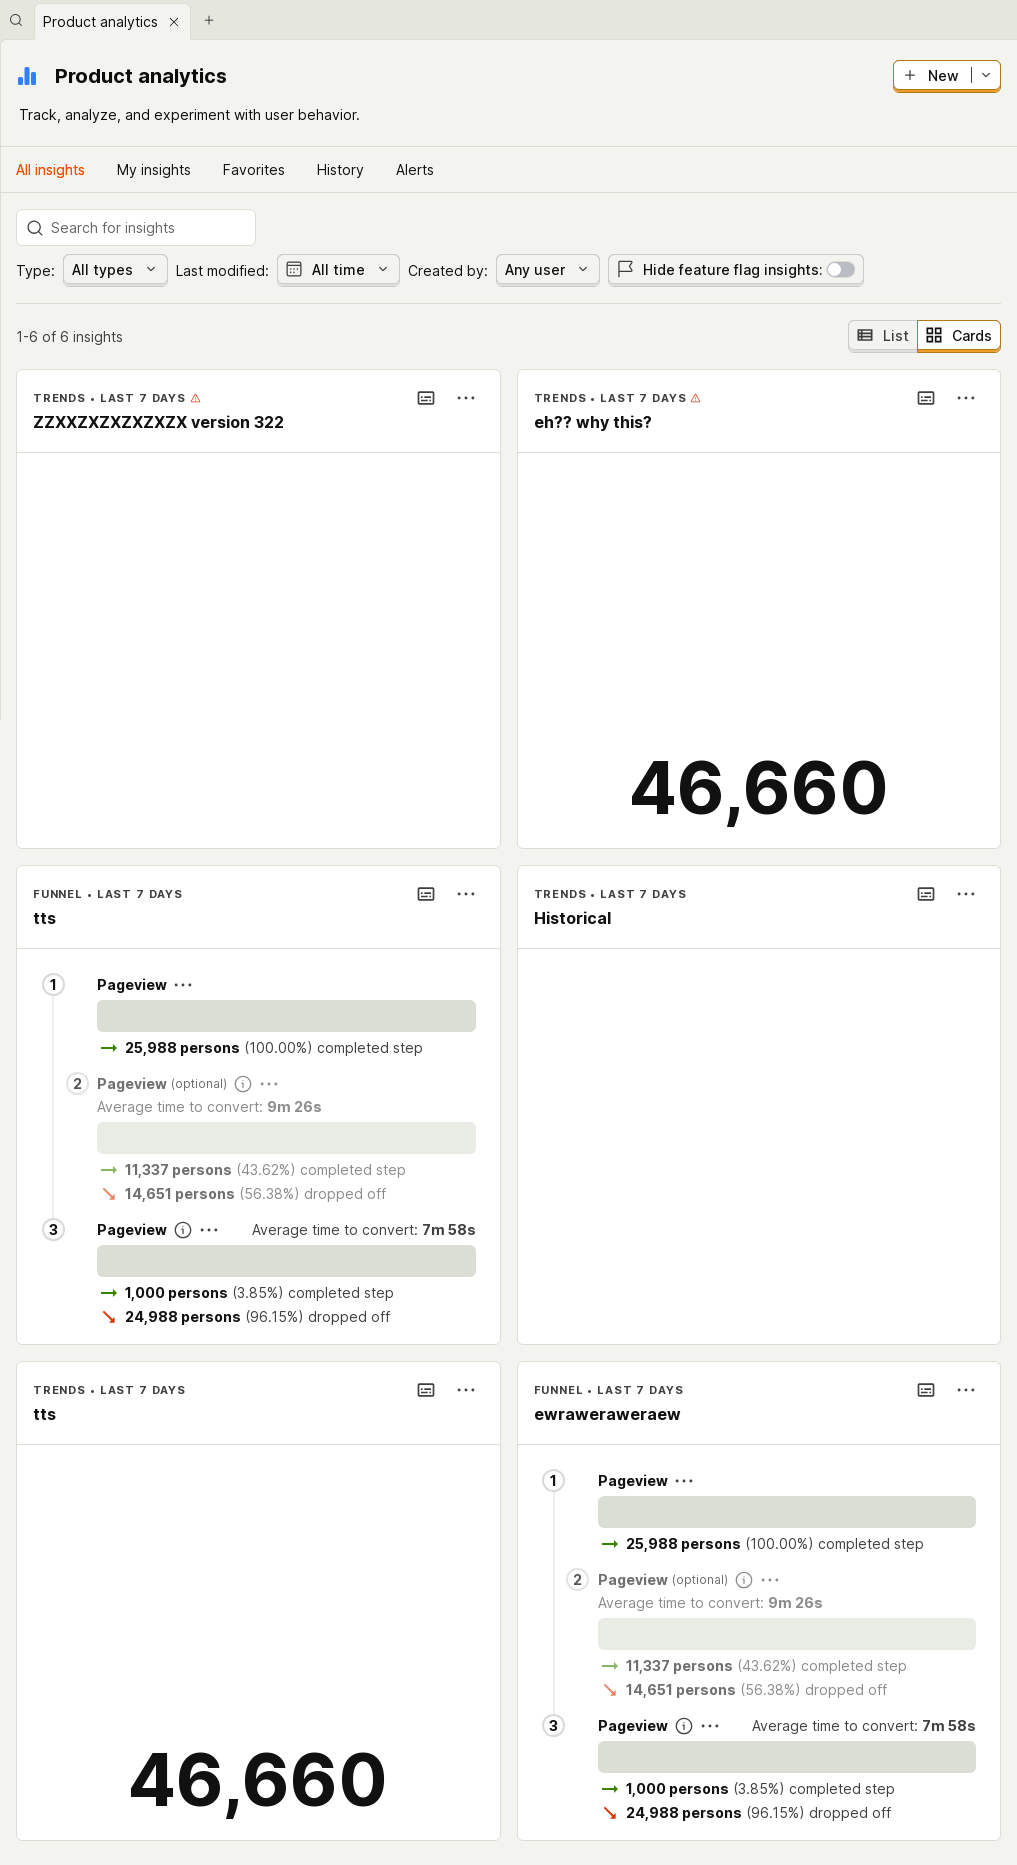 Product analytics
Product analytics
New
Track, analyze, and experiment with user behavior.
All insights My insights Favorites History Alerts
Search for insights
Type: All types Last modified: All time Created by: Any user Hide feature flag insights:
1-6 of 6 insights
List Cards
TRENDS • LAST 7 DAYS
ZZXXZXZXZXZXZX version 322
TRENDS • LAST 7 DAYS
eh?? why this?
46,660
FUNNEL • LAST 7 DAYS
tts
1 Pageview
25,988 persons (100.00%) completed step
2 Pageview (optional)
Average time to convert: 9m 26s
11,337 persons (43.62%) completed step
14,651 persons (56.38%) dropped off
3 Pageview Average time to convert: 7m 58s
1,000 persons (3.85%) completed step
24,988 persons (96.15%) dropped off
TRENDS • LAST 7 DAYS
Historical
TRENDS • LAST 7 DAYS
tts
46,660
FUNNEL • LAST 7 DAYS
ewraweraweraew
1 Pageview
25,988 persons (100.00%) completed step
2 Pageview (optional)
Average time to convert: 9m 26s
11,337 persons (43.62%) completed step
14,651 persons (56.38%) dropped off
3 Pageview Average time to convert: 7m 58s
1,000 persons (3.85%) completed step
24,988 persons (96.15%) dropped off